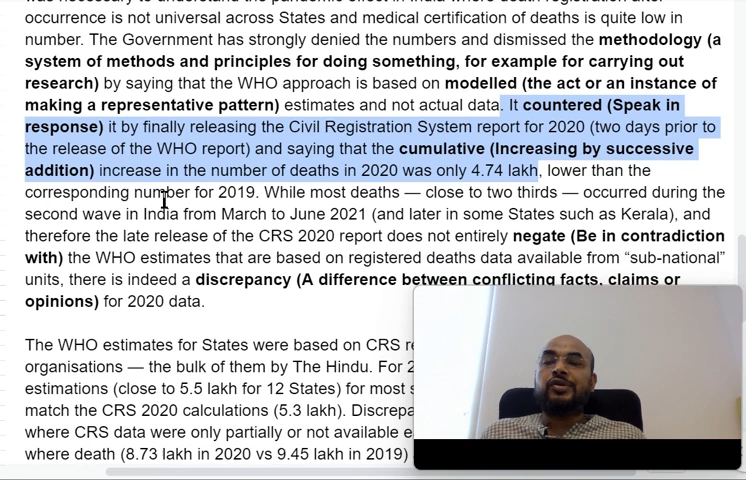 occurrence is not universal across States and medical certification of deaths is quite low in
number. The Government has strongly denied the numbers and dismissed the methodology (a
system of methods and principles for doing something, for example for carrying out
research) by saying that the WHO approach is based on modelled (the act or an instance of
making a representative pattern) estimates and not actual data. It countered (Speak in
response) it by finally releasing the Civil Registration System report for 2020 (two days prior to
the release of the WHO report) and saying that the cumulative (Increasing by successive
addition) increase in the number of deaths in 2020 was only 4.74 lakh, lower than the
corresponding number for 2019. While most deaths — close to two thirds — occurred during the
second wave in India from March to June 2021 (and later in some States such as Kerala), and
therefore the late release of the CRS 2020 report does not entirely negate (Be in contradiction
with) the WHO estimates that are based on registered deaths data available from “sub-national”
units, there is indeed a discrepancy (A difference between conflicting facts, claims or
opinions) for 2020 data.
The WHO estimates for States were based on CRS
organisations — the bulk of them by The Hindu. For
estimations (close to 5.5 lakh for 12 States) for most
match the CRS 2020 calculations (5.3 lakh).
where CRS data were only partially or not available
where death (8.73 lakh in 2020 vs 9.45 lakh in 2019)